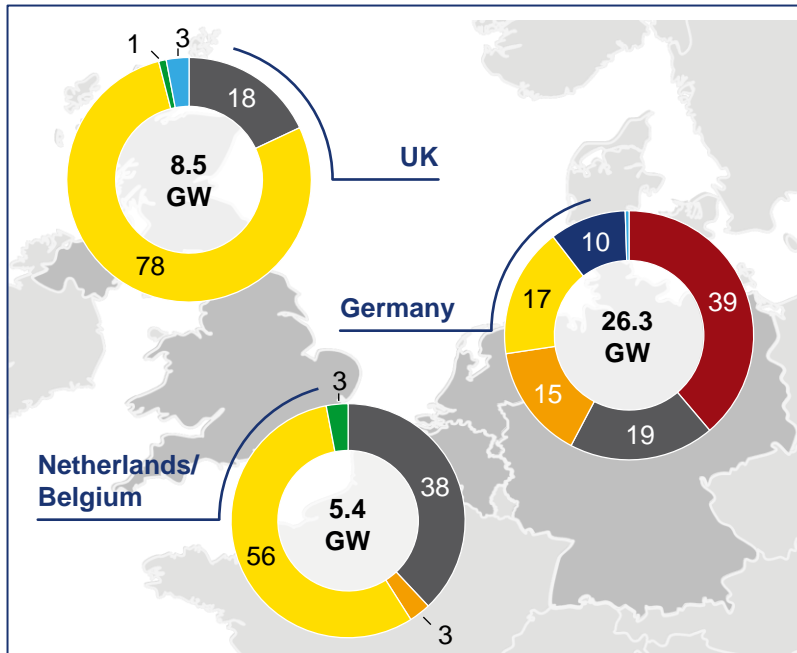 1
3
18
8.5
GW
78
UK
10
39
17
Germany
26.3
GW
15
19
3
Netherlands/
Belgium
38
5.4
GW
56
3